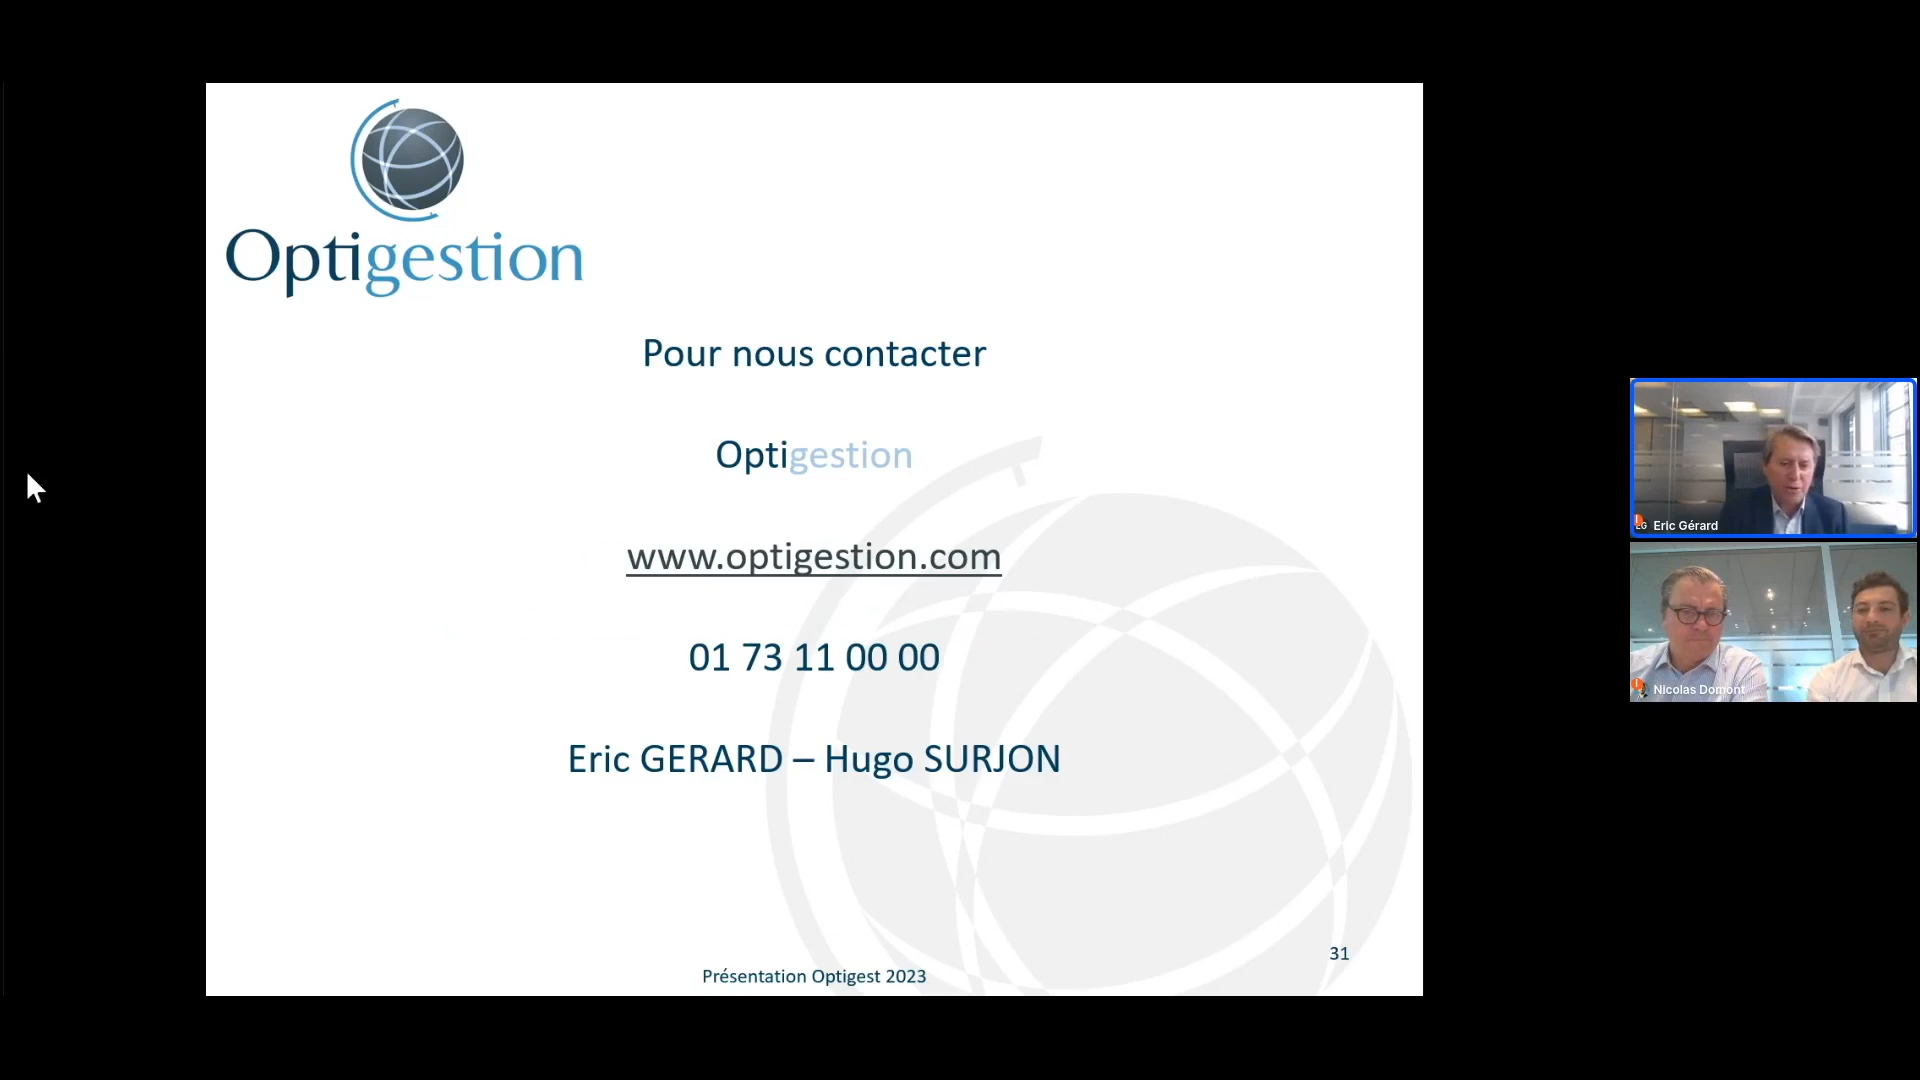 Optigestion
Pour nous contacter
Optigestion
www.optigestion.com
01 73 11 00 00
Eric GERARD – Hugo SURJON
31
Présentation Optigest 2023
EG Eric Gérard
Nicolas Domont